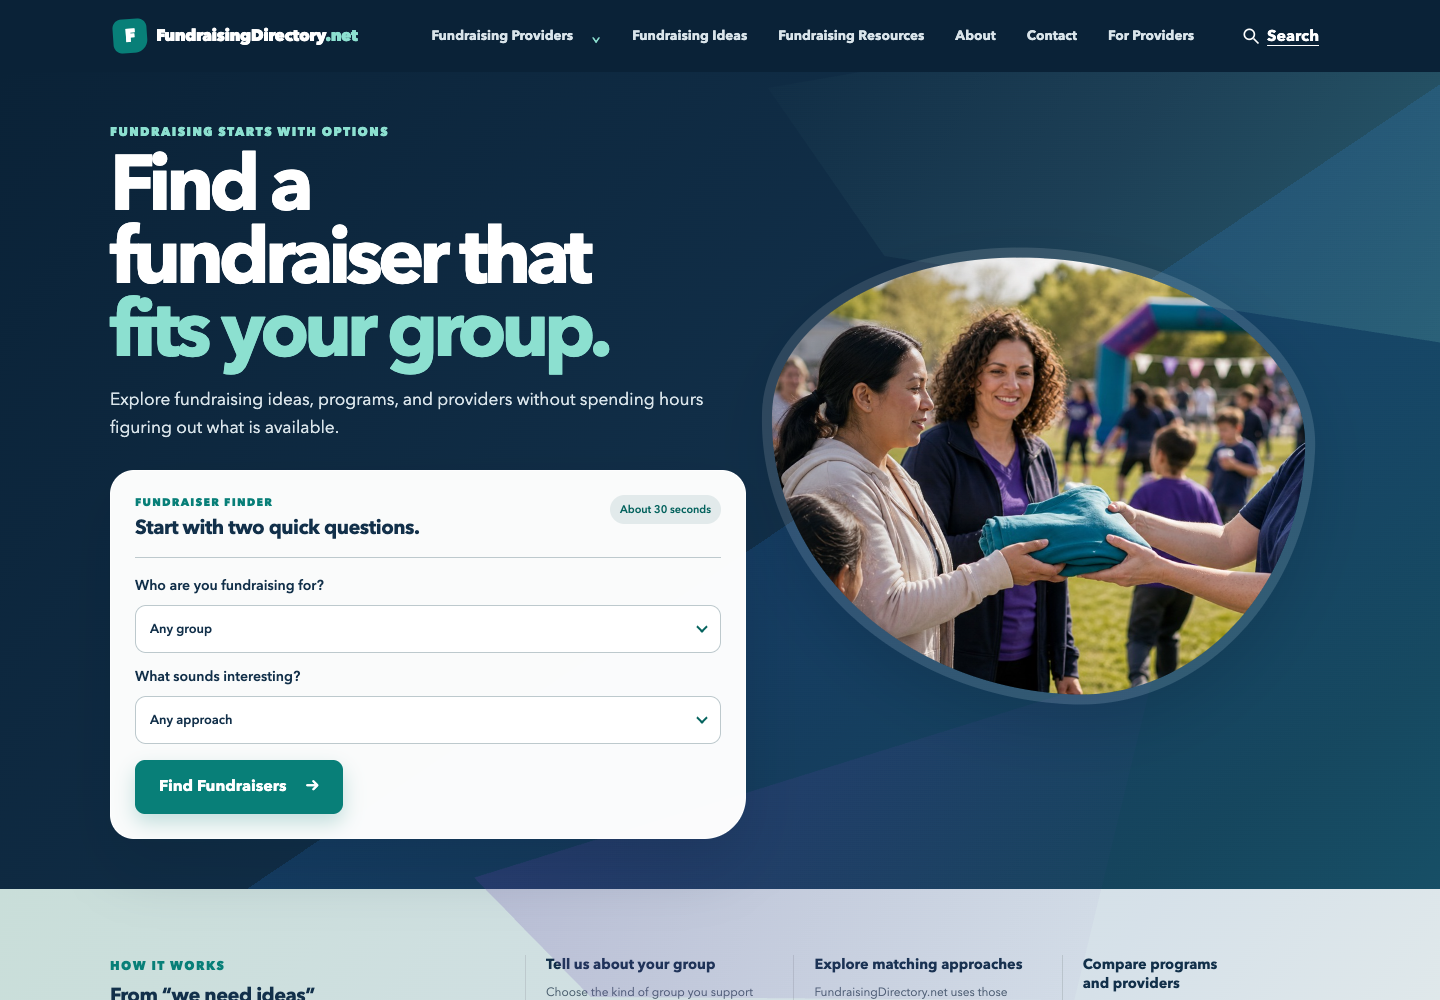 F FundraisingDirectory.net
Fundraising Providers
Fundraising Ideas
Fundraising Resources
About
Contact
For Providers
Search
FUNDRAISING STARTS WITH OPTIONS
Find a
fundraiser that
fits your group.
Explore fundraising ideas, programs, and providers without spending hours
figuring out what is available.
FUNDRAISER FINDER
Start with two quick questions.
About 30 seconds
Who are you fundraising for?
Any group
What sounds interesting?
Any approach
Find Fundraisers →
HOW IT WORKS
From “we need ideas”
Tell us about your group
Choose the kind of group you support
Explore matching approaches
FundraisingDirectory.net uses those
Compare programs
and providers